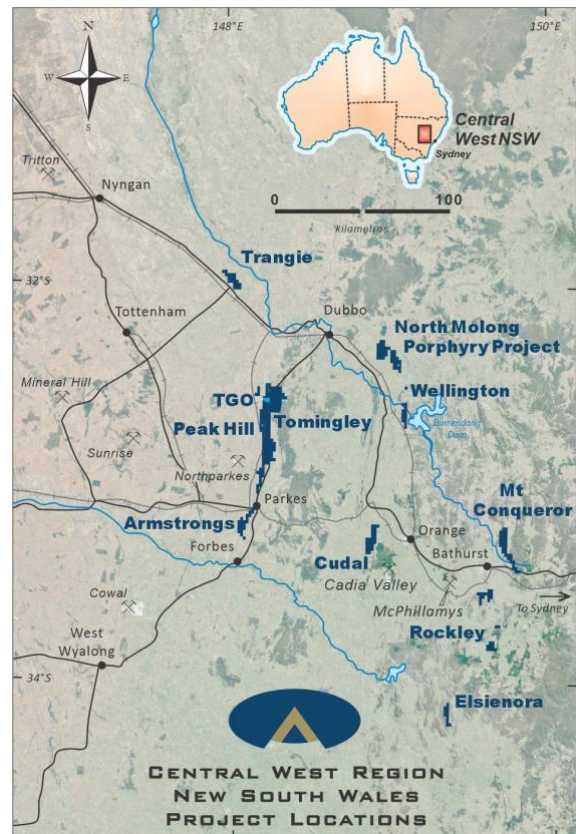 148°E
150°E
N
W
E
S
Central
West NSW
Sydney
Tritton
Nyngan
0
100
kilometres
Trangie
32°S
Tottenham
Dubbo
North Molong
Porphyry Project
Mineral Hill
TGO
Wellington
Tomingley
Peak Hill
Burrendong
Dam
Sunrise
Northparkes
Mt
Conqueror
Parkes
Armstrongs
Orange
Forbes
Cudal
Bathurst
Cadia Valley
McPhillamys
Cowal
To Sydney
Rockley
West
Wyalong
34°S
Elsienora
Central West Region
New South Wales
Project Locations